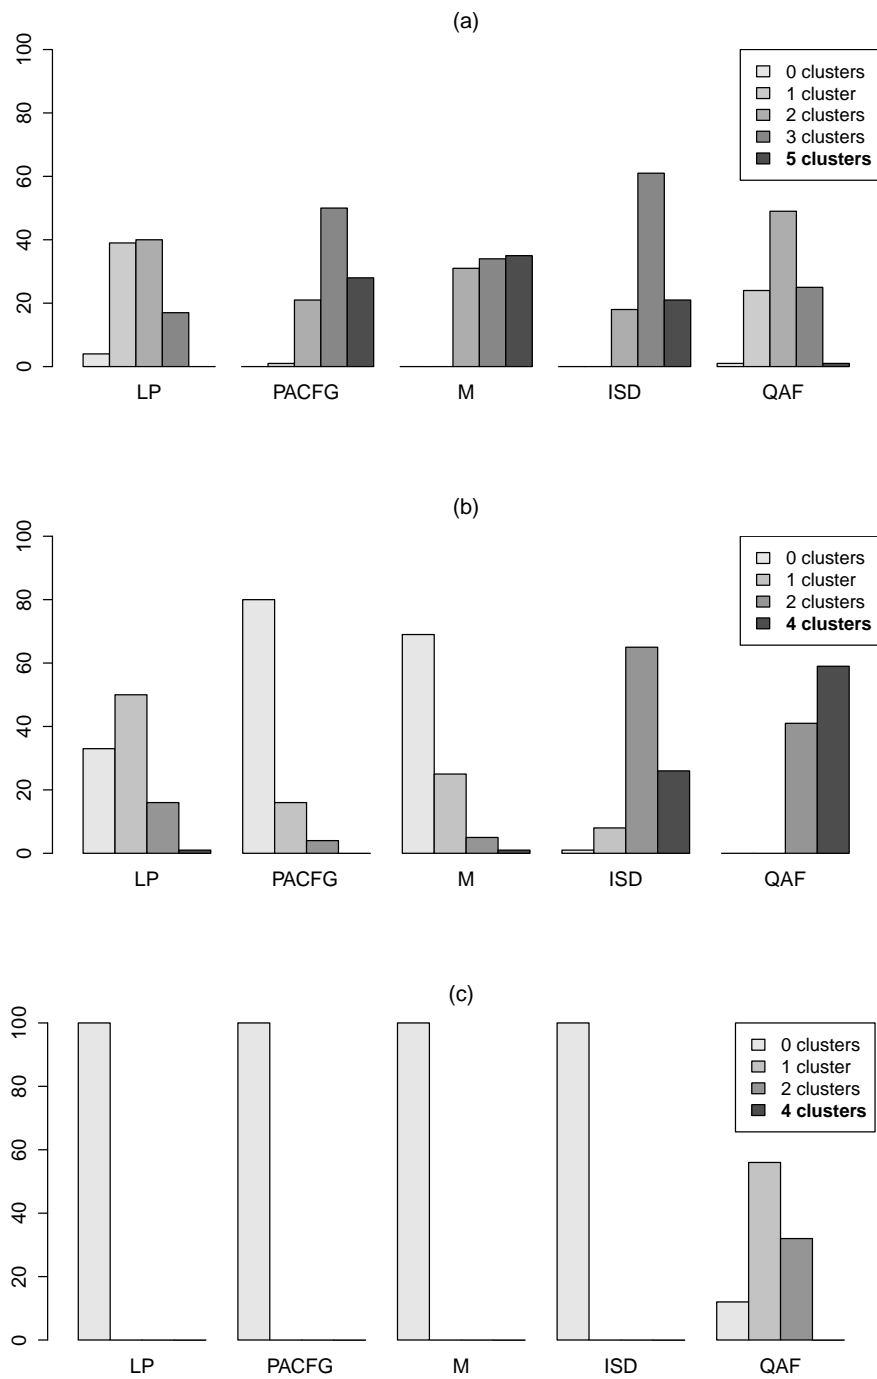 (a)
100
80
60
40
20
0
0 clusters
1 cluster
2 clusters
3 clusters
5 clusters
LP PACFG M ISD QAF
(b)
100
80
60
40
20
0
0 clusters
1 cluster
2 clusters
4 clusters
LP PACFG M ISD QAF
(c)
100
80
60
40
20
0
0 clusters
1 cluster
2 clusters
4 clusters
LP PACFG M ISD QAF